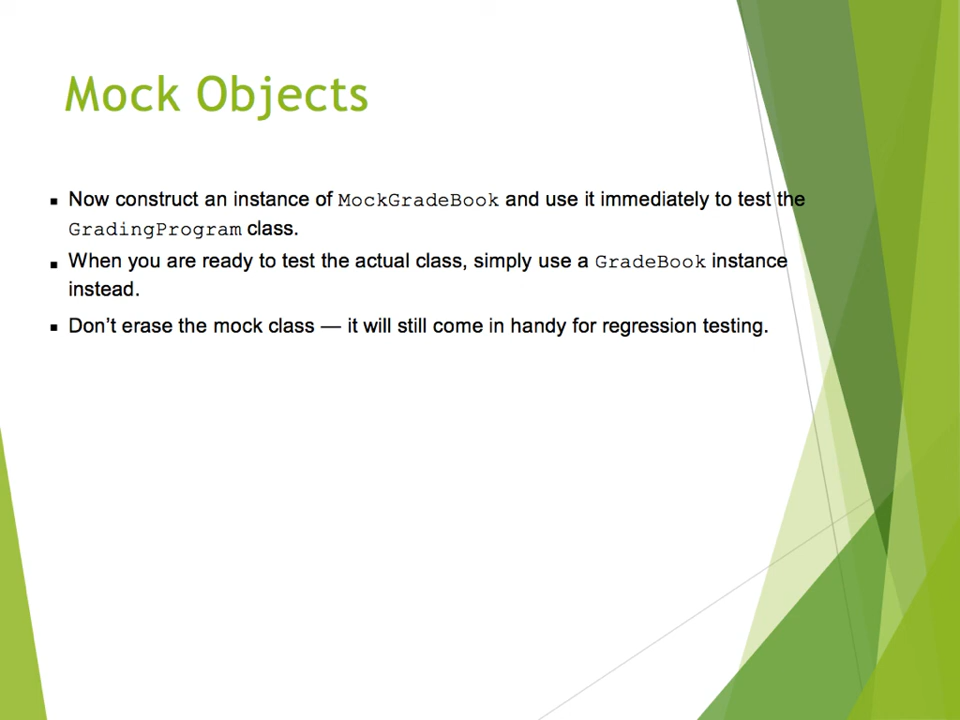 Mock Objects
▪ Now construct an instance of MockGradeBook and use it immediately to test the
GradingProgram class.
▪ When you are ready to test the actual class, simply use a GradeBook instance
instead.
▪ Don’t erase the mock class — it will still come in handy for regression testing.